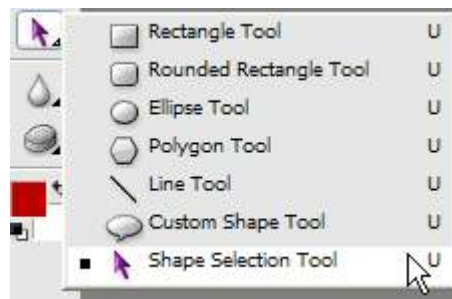 Rectangle Tool U
Rounded Rectangle Tool U
Ellipse Tool U
Polygon Tool U
Line Tool U
Custom Shape Tool U
Shape Selection Tool U